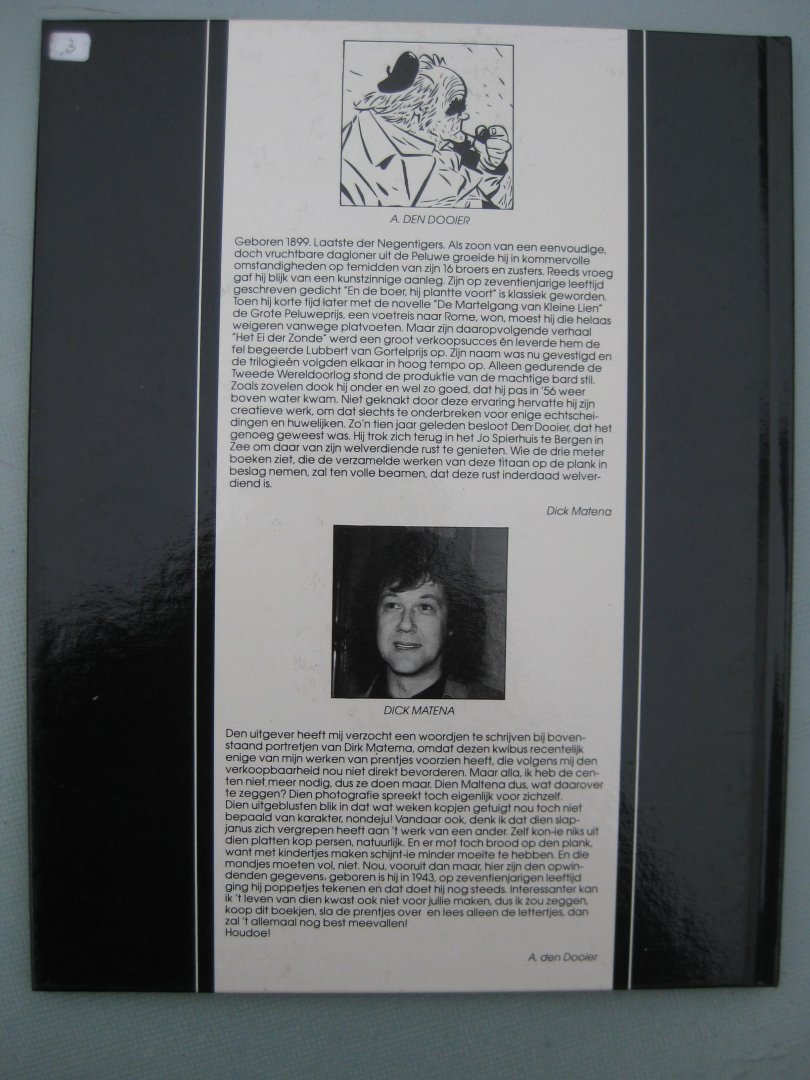 3
A. DEN DOOIER
Geboren 1899. Laatste der Negentigers. Als zoon van een eenvoudige,
doch vruchtbare dagloner uit de Peluwe groeide hij in kommervolle
omstandigheden op temidden van zijn 16 broers en zusters. Reeds vroeg
gaf hij blijk van een kunstzinnige aanleg. Zijn op zeventienjarige leeftijd
geschreven gedicht "En de boer, hij plantte voort" is klassiek geworden.
Toen hij korte tijd later met de novelle "De Martelgang van Kleine Lien"
de Grote Peluweprijs, een voetreis naar Rome, won, moest hij die helaas
weigeren vanwege platvoeten. Maar zijn daaropvolgende verhaal
"Het Ei der Zonde" werd een groot verkoopsucces én leverde hem de
fel begeerde Lubbert van Gortelprijs op. Zijn naam was nu gevestigd en
de trilogieën volgden elkaar in hoog tempo op. Alleen gedurende de
Tweede Wereldoorlog stond de produktie van de machtige bard stil.
Zoals zovelen dook hij onder en wel zo goed, dat hij pas in '56 weer
boven water kwam. Niet geknakt door deze ervaring hervatte hij zijn
creatieve werk, om dat slechts te onderbreken voor enige echtschei-
dingen en huwelijken. Zo'n tien jaar geleden besloot Den Dooier, dat het
genoeg geweest was. Hij trok zich terug in het Jo Spierhuis te Bergen in
Zee om daar van zijn welverdiende rust te genieten. Wie de drie meter
boeken ziet, die de verzamelde werken van deze titaan op de plank in
beslag nemen, zal ten volle beamen, dat deze rust inderdaad welver-
diend is.
Dick Matena
DICK MATENA
Den uitgever heeft mij verzocht een woordjen te schrijven bij boven-
staand portretjen van Dirk Matema, omdat dezen kwibus recentelijk
enige van mijn werken van prentjes voorzien heeft, die volgens mij den
verkoopbaarheid nou niet direkt bevorderen. Maar alla, ik heb de cen-
ten niet meer nodig, dus ze doen maar. Dien Maltena dus, wat daarover
te zeggen? Dien photografie spreekt toch eigenlijk voor zichzelf.
Dien uitgeblusten blik in dat wat weken kopjen getuigt nou toch niet
bepaald van karakter, nondeju! Vandaar ook, denk ik dat dien slap-
janus zich vergrepen heeft aan 't werk van een ander. Zelf kon-ie niks uit
dien platten kop persen, natuurlijk. En er mot toch brood op den plank,
want met kindertjes maken schijnt-ie minder moeite te hebben. En die
mondjes moeten vol, niet. Nou, vooruit dan maar, hier zijn den opwin-
denden gegevens, geboren is hij in 1943, op zeventienjarigen leeftijd
ging hij poppetjes tekenen en dat doet hij nog steeds. Interessanter kan
ik 't leven van dien kwast ook niet voor jullie maken, dus ik zou zeggen,
koop dit boekjen, sla de prentjes over en lees alleen de lettertjes, dan
zal 't allemaal nog best meevallen!
Houdoe!
A. den Dooier